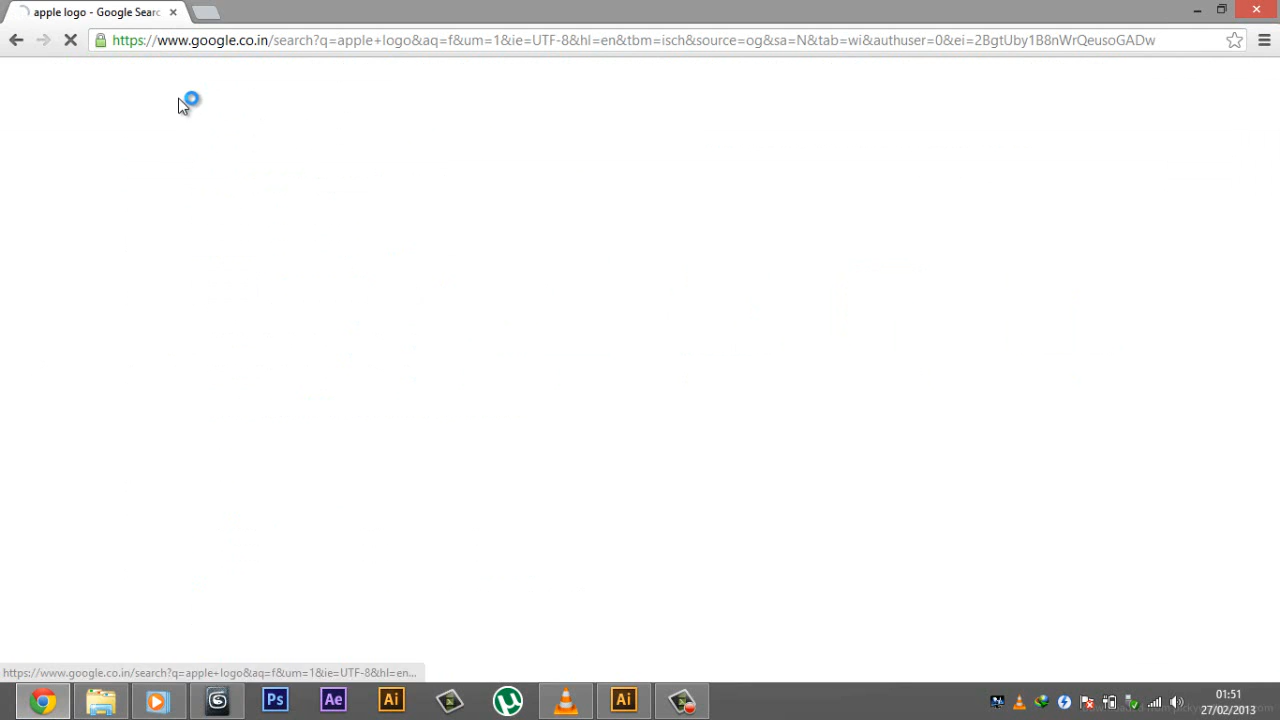 apple logo - Google Searc
https://www.google.co.in/search?q=apple+logo&aq=f&um=1&ie=UTF-8&hl=en&tbm=isch&source=og&sa=N&tab=wi&authuser=0&ei=2BgtUby1B8nWrQeusoGADw
https://www.google.co.in/search?q=apple+logo&aq=f&um=1&ie=UTF-8&hl=en...
Ps
Ae
Ai
Ai
01:51
27/02/2013